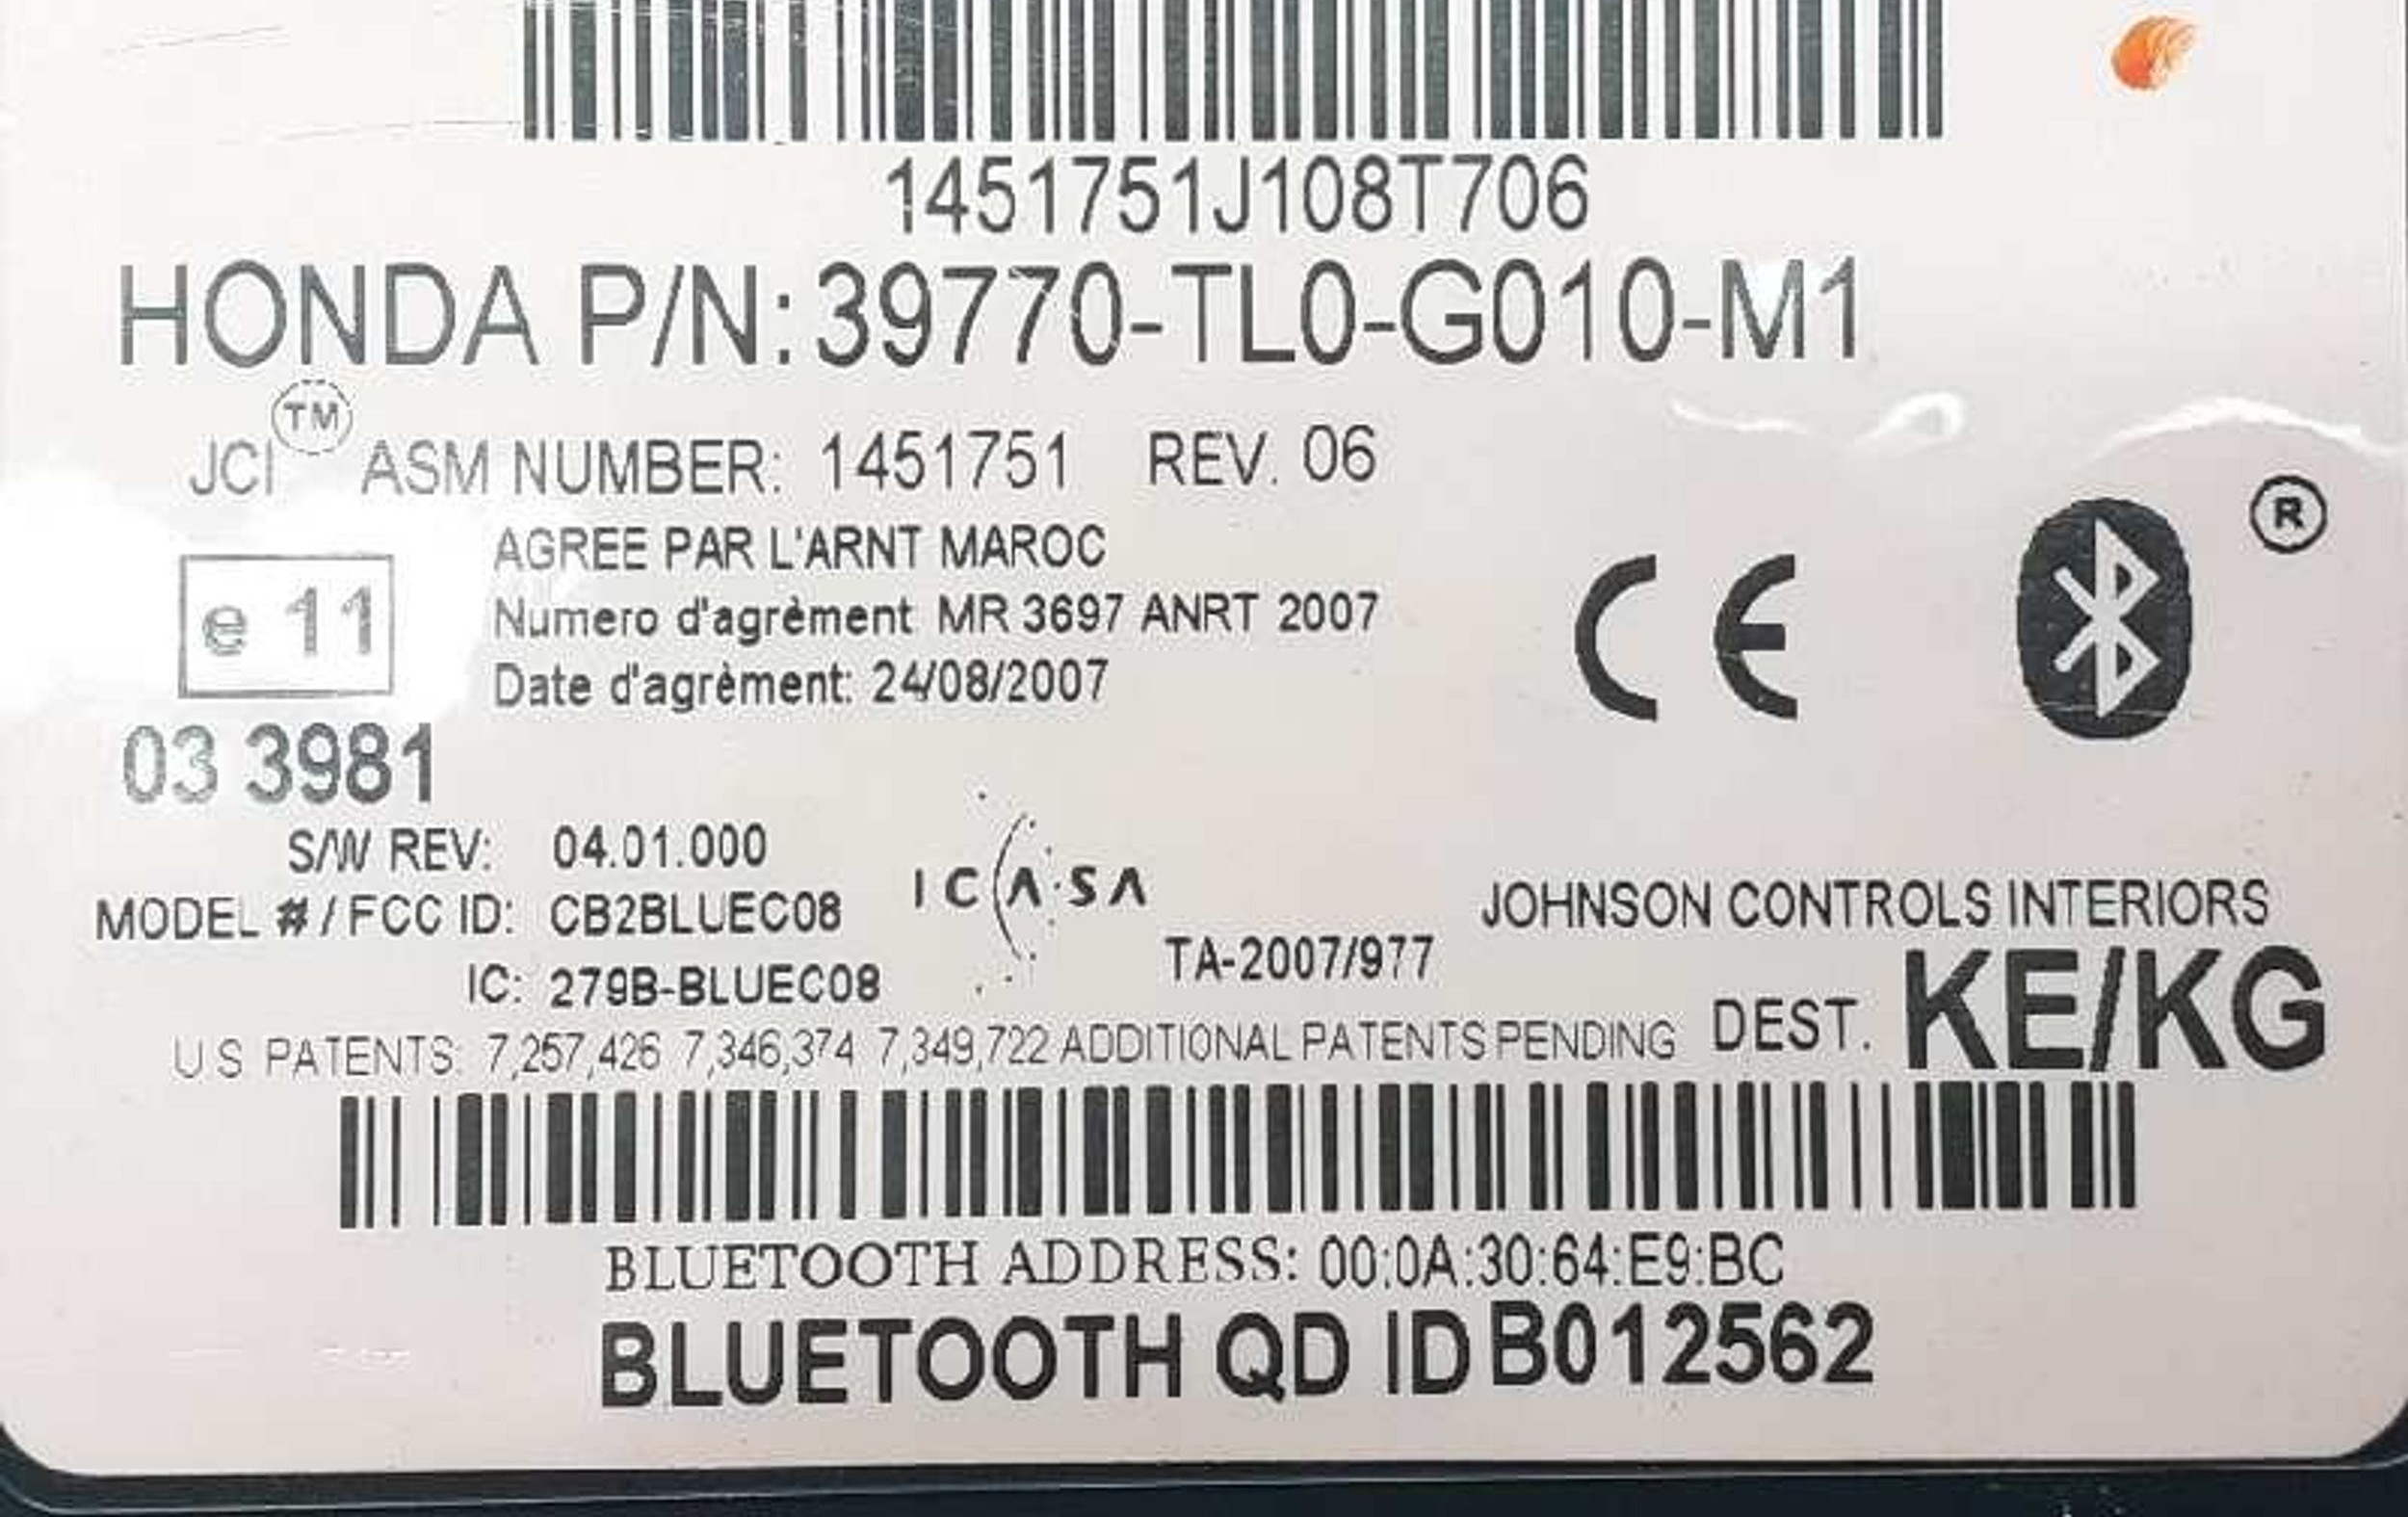 1451751J108T706
HONDA P/N: 39770-TL0-G010-M1
JCI™ ASM NUMBER: 1451751 REV. 06
AGREE PAR L'ARNT MAROC
e 11
Numero d'agrèment MR 3697 ANRT 2007
Date d'agrèment: 24/08/2007
CE
®
03 3981
S/W REV: 04.01.000
MODEL # / FCC ID: CB2BLUEC08
ICASA
JOHNSON CONTROLS INTERIORS
TA-2007/977
IC: 279B-BLUEC08
DEST. KE/KG
U S PATENTS: 7,257,426 7,346,374 7,349,722 ADDITIONAL PATENTS PENDING
BLUETOOTH ADDRESS: 00:0A:30:64:E9:BC
BLUETOOTH QD ID B012562